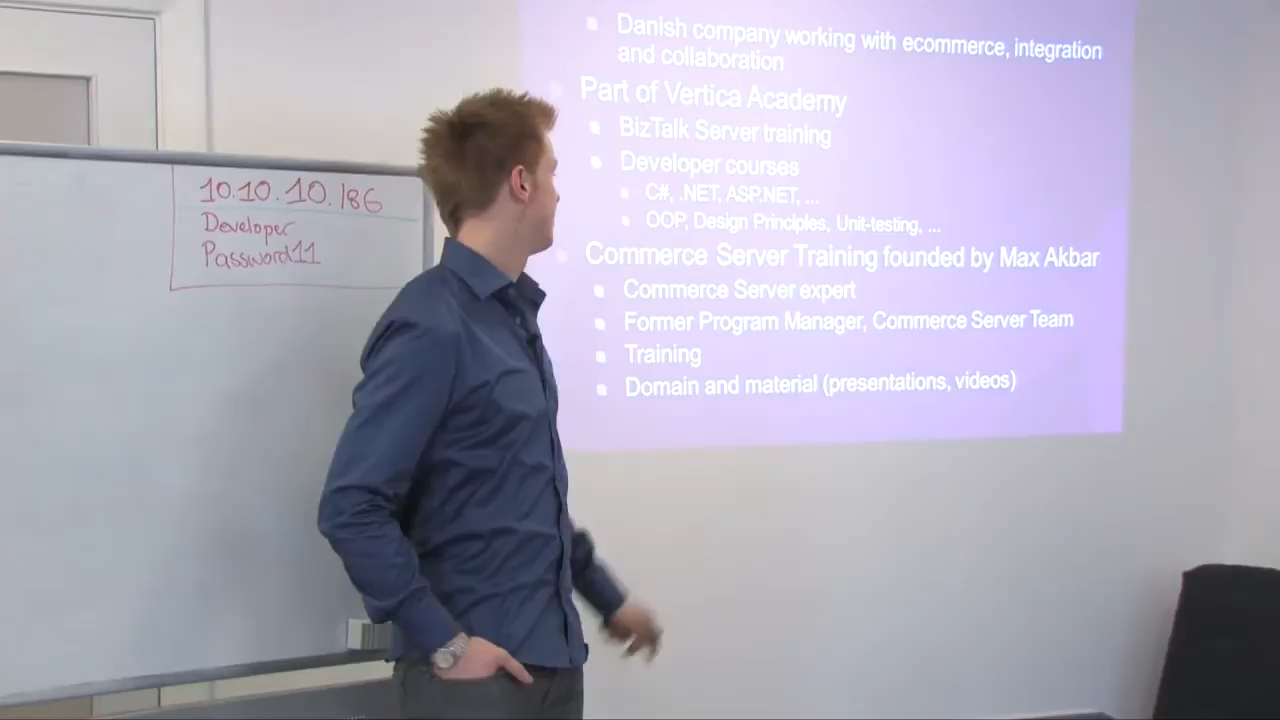 10.10.10.186
Developer
Password11
Danish company working with ecommerce, integration
and collaboration
Part of Vertica Academy
BizTalk Server training
Developer courses
C#, .NET, ASP.NET, ...
OOP, Design Principles, Unit-testing, ...
Commerce Server Training founded by Max Akbar
Commerce Server expert
Former Program Manager, Commerce Server Team
Training
Domain and material (presentations, videos)